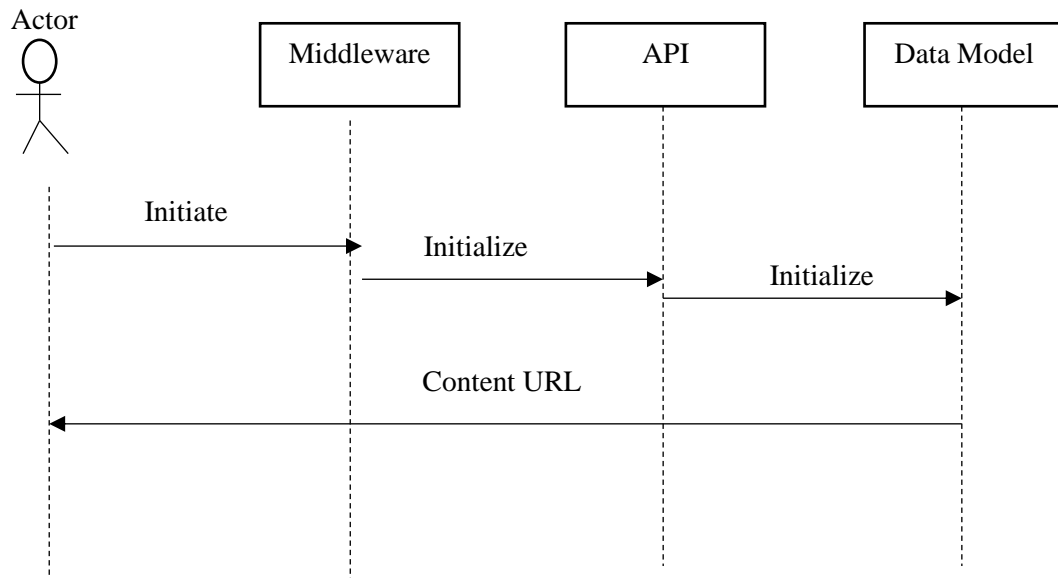 Actor
Middleware
API
Data Model
Initiate
Initialize
Initialize
Content URL